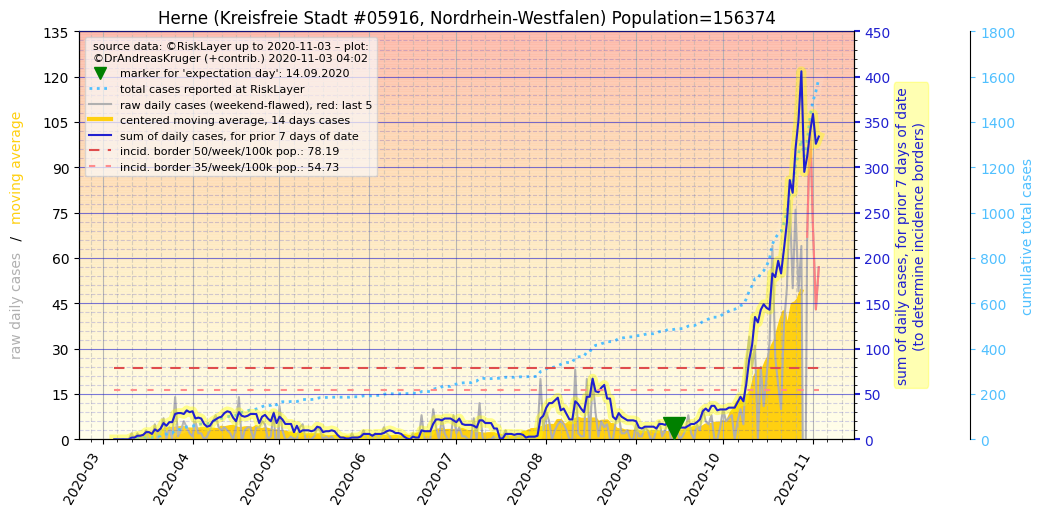 Herne (Kreisfreie Stadt #05916, Nordrhein-Westfalen) Population=156374
source data: ©RiskLayer up to 2020-11-03 – plot:
©DrAndreasKruger (+contrib.) 2020-11-03 04:02
marker for 'expectation day': 14.09.2020
total cases reported at RiskLayer
raw daily cases (weekend-flawed), red: last 5
centered moving average, 14 days cases
sum of daily cases, for prior 7 days of date
incid. border 50/week/100k pop.: 78.19
incid. border 35/week/100k pop.: 54.73
raw daily cases / moving average
135
120
105
90
75
60
45
30
15
0
450
400
350
300
250
200
150
100
50
0
sum of daily cases, for prior 7 days of date
(to determine incidence borders)
1800
1600
1400
1200
1000
800
600
400
200
0
cumulative total cases
2020-03
2020-04
2020-05
2020-06
2020-07
2020-08
2020-09
2020-10
2020-11